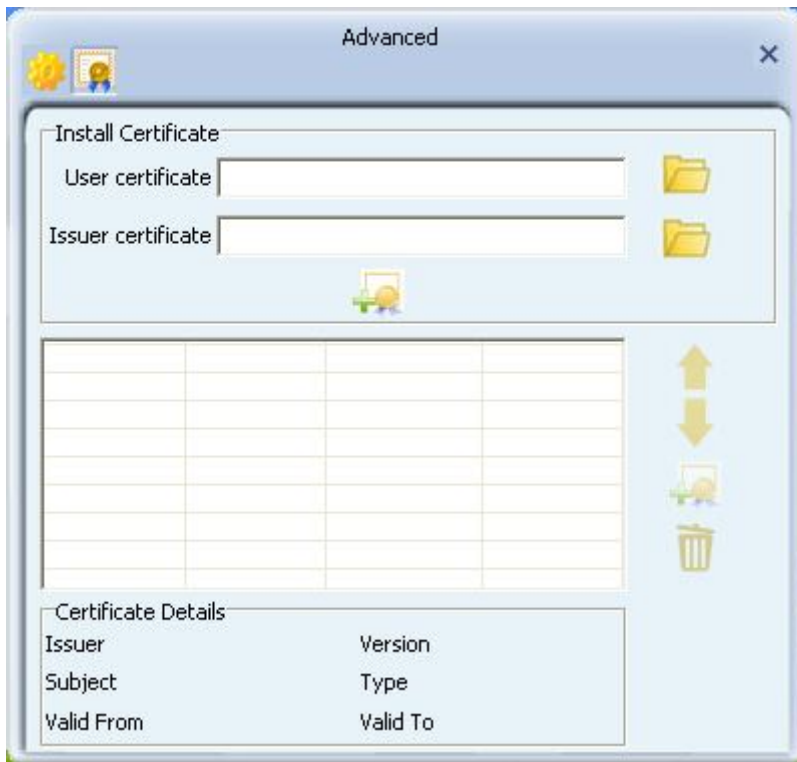 Advanced
Install Certificate
User certificate
Issuer certificate
Certificate Details
Issuer Version
Subject Type
Valid From Valid To